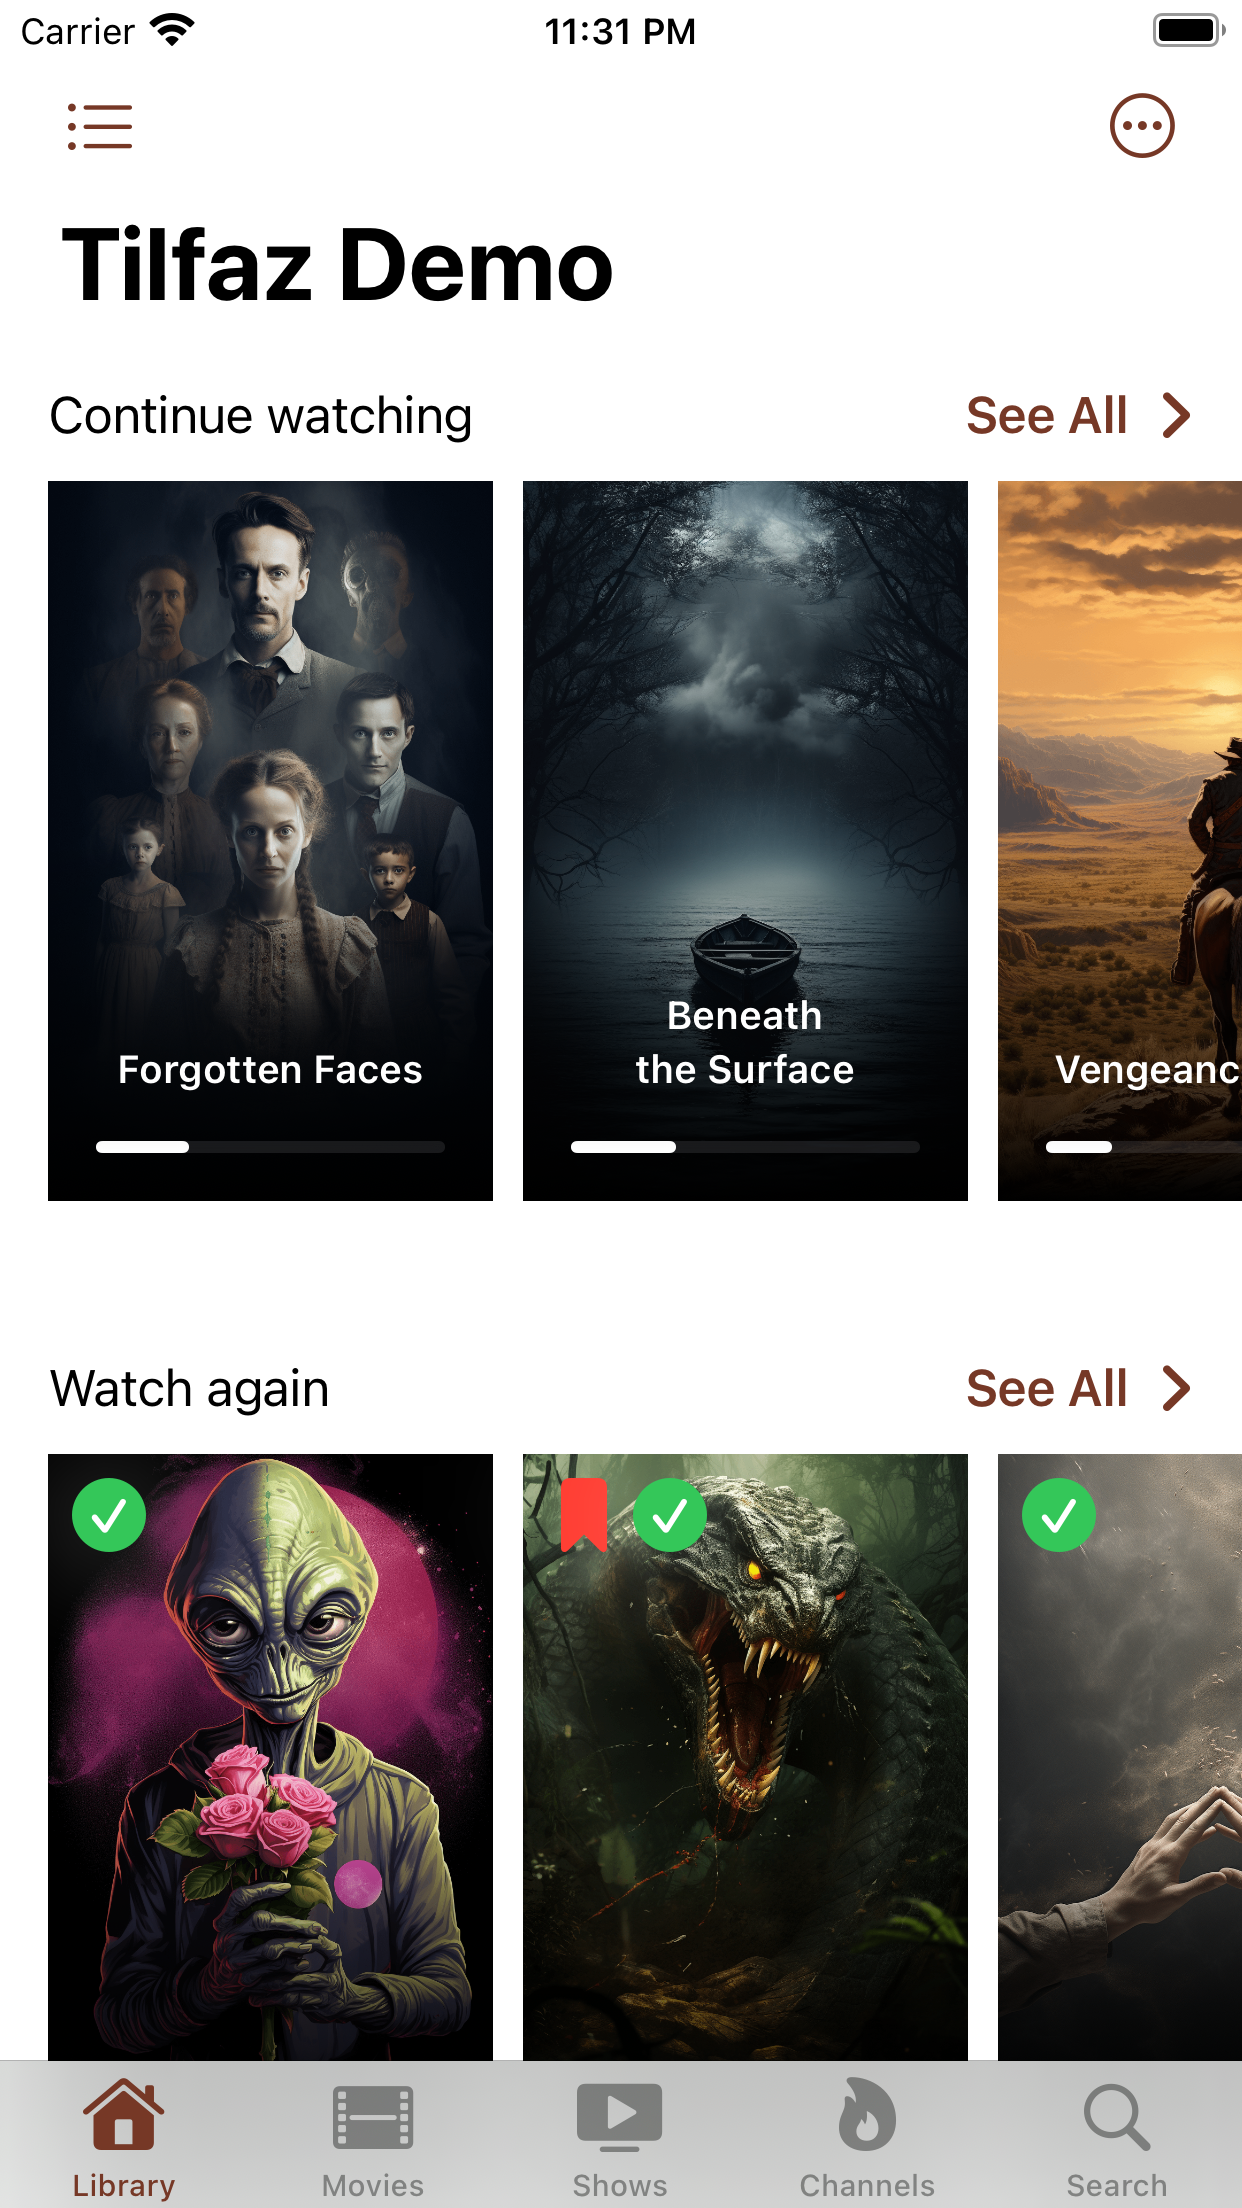 Carrier
11:31 PM
Tilfaz Demo
Continue watching
See All
Forgotten Faces
Beneath
the Surface
Vengeanc
Watch again
See All
Library
Movies
Shows
Channels
Search